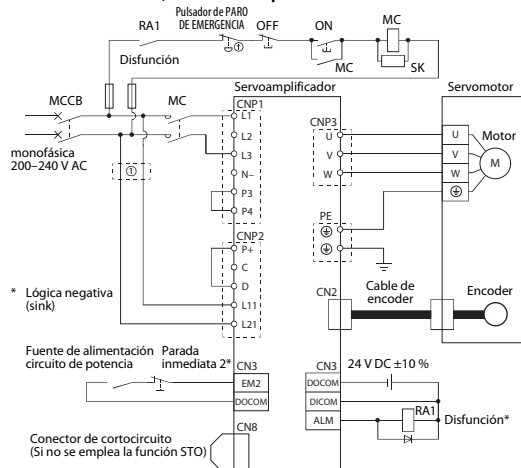 Pulsador de PARO
DE EMERGENCIA
RA1
OFF
ON
MC
Disfunción
MC
SK
Servoamplificador
Servomotor
MCCB
MC
CNP1
L1
L2
L3
N−
P3
P4
CNP3
U
V
W
U
V
W
Motor
M
monofásica
200–240 V AC
①
PE
CNP2
P+
C
D
L11
L21
* Lógica negativa
(sink)
CN2
Cable de
encoder
Encoder
Fuente de alimentación
circuito de potencia
Parada
inmediata 2*
CN3
EM2
DOCOM
CN3
DOCOM
DICOM
ALM
24 V DC ±10 %
RA1
Disfunción*
CN8
Conector de cortocircuito
(Si no se emplea la función STO)